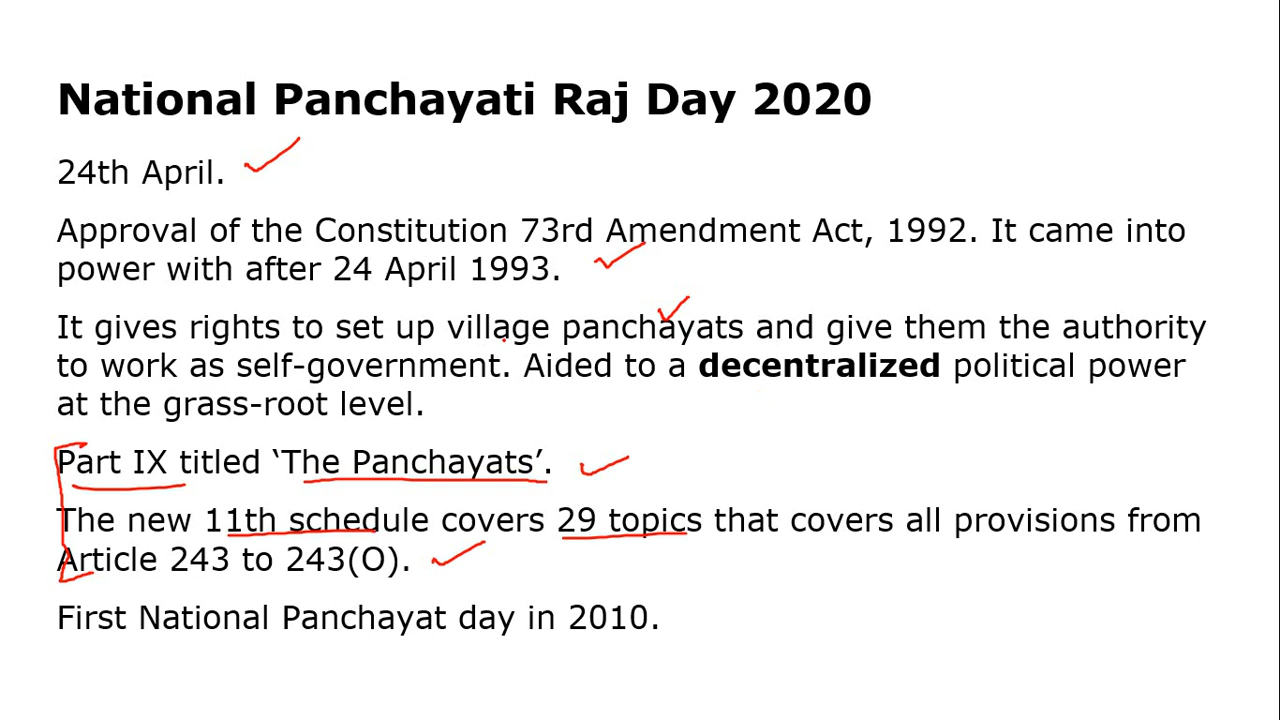 National Panchayati Raj Day 2020
24th April.
Approval of the Constitution 73rd Amendment Act, 1992. It came into
power with after 24 April 1993.
It gives rights to set up village panchayats and give them the authority
to work as self-government. Aided to a decentralized political power
at the grass-root level.
Part IX titled ‘The Panchayats’.
The new 11th schedule covers 29 topics that covers all provisions from
Article 243 to 243(O).
First National Panchayat day in 2010.